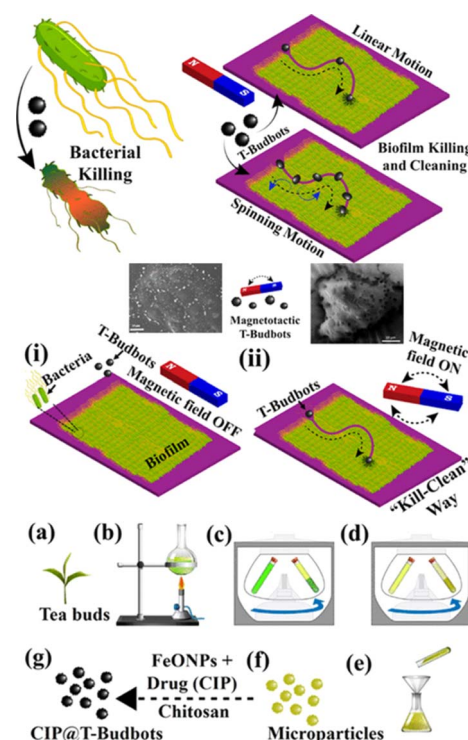 N
S
Linear Motion
T-Budbots
Bacterial
Killing
Biofilm Killing
and Cleaning
Spinning Motion
Magnetotactic
T-Budbots
(i)
T-Budbots
Bacteria
Magnetic field OFF
Biofilm
(ii)
Magnetic
field ON
T-Budbots
"Kill-Clean"
Way
(a)
Tea buds
(b)
(c)
(d)
(g)
FeONPs +
Drug (CIP)
Chitosan
(f)
(e)
CIP@T-Budbots
Microparticles